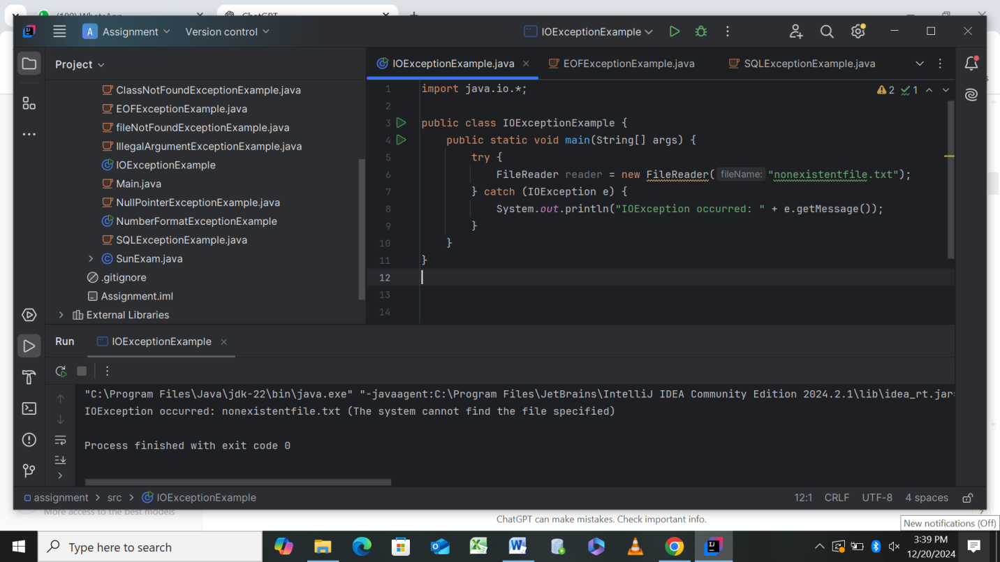 (199) WhatsApp
ChatGPT
A Assignment Version control IOExceptionExample
Project
ClassNotFoundExceptionExample.java
EOFExceptionExample.java
fileNotFoundExceptionExample.java
IllegalArgumentExceptionExample.java
IOExceptionExample
Main.java
NullPointerExceptionExample.java
NumberFormatExceptionExample
SQLExceptionExample.java
SunExam.java
.gitignore
Assignment.iml
External Libraries
IOExceptionExample.java EOFExceptionExample.java SQLExceptionExample.java
2 1
1 import java.io.*;
2
3 public class IOExceptionExample {
4 public static void main(String[] args) {
5 try {
6 FileReader reader = new FileReader( fileName: "nonexistentfile.txt");
7 } catch (IOException e) {
8 System.out.println("IOException occurred: " + e.getMessage());
9 }
10 }
11 }
12
13
14
Run IOExceptionExample
"C:\Program Files\Java\jdk-22\bin\java.exe" "-javaagent:C:\Program Files\JetBrains\IntelliJ IDEA Community Edition 2024.2.1\lib\idea_rt.jar=
IOException occurred: nonexistentfile.txt (The system cannot find the file specified)
Process finished with exit code 0
assignment > src > IOExceptionExample 12:1 CRLF UTF-8 4 spaces
More access to the best models
ChatGPT can make mistakes. Check important info.
New notifications (Off)
Type here to search
3:39 PM
12/20/2024